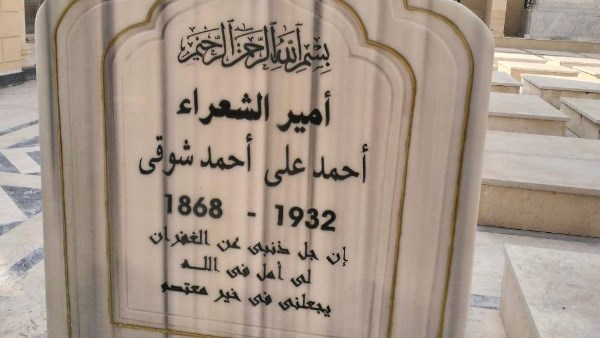 بسم الله الرحمن الرحيم
أمير الشعراء
أحمد على أحمد شوقى
1868 - 1932
إن جل ذنبى عن الغفران
لى أمل فى الله
يجعلنى فى خير معتصم